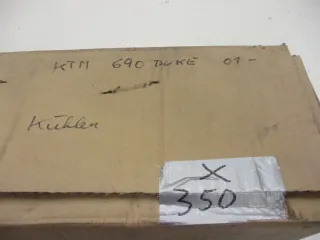 KTM 690 DUKE 07-
Kühler
X
350